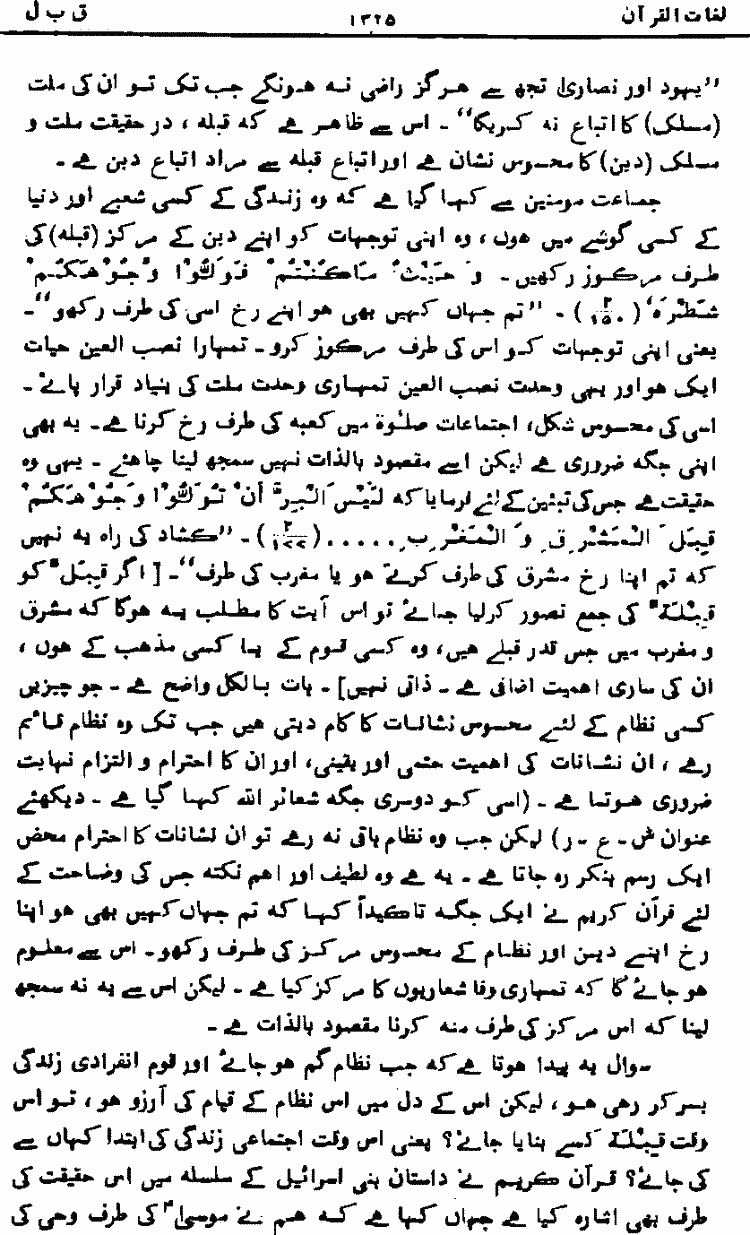 لغات القرآن ۱۳۲۵ ق ب ل
”یہود اور نصاریٰ تجھ سے ہرگز راضی نہ ہونگے جب تک تو ان کی ملت
(مسلک) کا اتباع نہ کریگا“ ۔ اس سے ظاہر ہے کہ قبلہ ، در حقیقت ملت و
مسلک (دین) کا محسوس نشان ہے اور اتباع قبلہ سے مراد اتباع دین ہے ۔
جماعت مومنین سے کہا گیا ہے کہ وہ زندگی کے کسی شعبے اور دنیا
کے کسی گوشے میں ہوں ، وہ اپنی توجہات کو اپنے دین کے مرکز (قبلہ) کی
طرف مرکوز رکھیں ۔ وَ حَیْثُ مَاکُنْتُمْ فَوَلُّوْا وُجُوْھَکُمْ
شَطْرَہٗ (۲/۱۵۰) ۔ ”تم جہاں کہیں بھی ہو اپنے رخ اسی کی طرف رکھو“۔
یعنی اپنی توجہات کو اس کی طرف مرکوز کرو ۔ تمہارا نصب العین حیات
ایک ہو اور یہی وحدت نصب العین تمہاری وحدت ملت کی بنیاد قرار پائے ۔
اسی کی محسوس شکل، اجتماعات صلوٰۃ میں کعبہ کی طرف رخ کرنا ہے ۔ یہ بھی
اپنی جگہ ضروری ہے لیکن اسے مقصود بالذات نہیں سمجھ لینا چاھئے ۔ یہی وہ
حقیقت ہے جس کی تبئین کے لئے فرمایا کہ لَیْسَ الْبِرَّ اَنْ تُوَلُّوْا وُجُوْھَکُمْ
قِبَلَ الْمَشْرِقِ وَ الْمَغْرِبِ ..... (۲/۱۷۷) ۔ ”کشاد کی راہ یہ نہیں
کہ تم اپنا رخ مشرق کی طرف کرتے ہو یا مغرب کی طرف“ ۔ [ اگر قِبَلٌ کو
قِبْلَۃٌ کی جمع تصور کرلیا جائے تو اس آیت کا مطلب یہ ہوگا کہ مشرق
و مغرب میں جس قدر قبلے ہیں، وہ کسی قوم کے یا کسی مذہب کے ہوں ،
ان کی ساری اہمیت اضافی ہے ۔ ذاتی نہیں] ۔ بات بالکل واضح ہے ۔ جو چیزیں
کسی نظام کے لئے محسوس نشانات کا کام دیتی ہیں جب تک وہ نظام قائم
رہے ، ان نشانات کی اہمیت حتمی اور یقینی، اور ان کا احترام و التزام نہایت
ضروری ہوتا ہے ۔ (اسی کو دوسری جگہ شعائر اللہ کہا گیا ہے ۔ دیکھئے
عنوان ش ۔ ع ۔ ر) لیکن جب وہ نظام باقی نہ رہے تو ان نشانات کا احترام محض
ایک رسم بنکر رہ جاتا ہے ۔ یہ ہے وہ لطیف اور اہم نکتہ جس کی وضاحت کے
لئے قرآن کریم نے ایک جگہ تاکیداً کہا کہ تم جہاں کہیں بھی ہو اپنا
رخ اپنے دین اور نظام کے محسوس مرکز کی طرف رکھو ۔ اس سے معلوم
ہو جائے گا کہ تمہاری وفا شعاریوں کا مرکز کیا ہے ۔ لیکن اس سے یہ نہ سمجھ
لینا کہ اس مرکز کی طرف منہ کرنا مقصود بالذات ہے ۔
سوال یہ پیدا ہوتا ہے کہ جب نظام گم ہو جائے اور قوم انفرادی زندگی
بسر کر رہی ہو ، لیکن اس کے دل میں اس نظام کے قیام کی آرزو ہو ، تو اس
وقت قِبْلَۃ کسے بنایا جائے؟ یعنی اس وقت اجتماعی زندگی کی ابتدا کہاں سے
کی جائے؟ قرآن کریم نے داستان بنی اسرائیل کے سلسلہ میں اس حقیقت کی
طرف بھی اشارہ کیا ہے جہاں کہا ہے کہ ہم نے موسیٰؑ کی طرف وحی کی